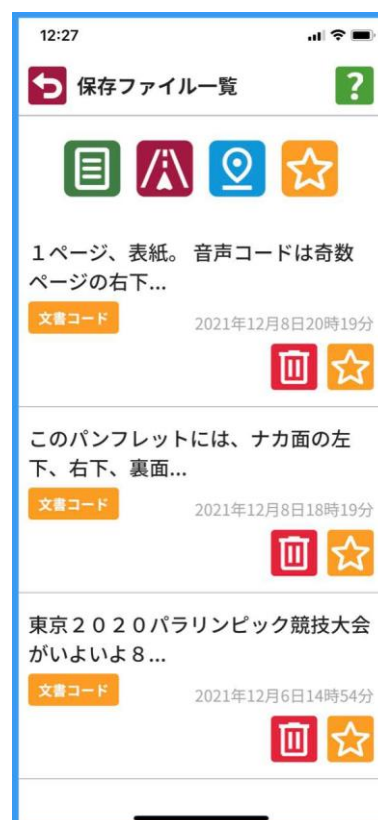 12:27
保存ファイル一覧
?
１ページ、表紙。 音声コードは奇数
ページの右下...
文書コード
2021年12月8日20時19分
このパンフレットには、ナカ面の左
下、右下、裏面...
文書コード
2021年12月8日18時19分
東京２０２０パラリンピック競技大会
がいよいよ８...
文書コード
2021年12月6日14時54分